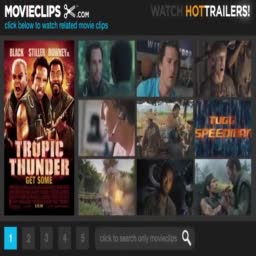 MOVIECLIPS.COM
click below to watch related movie clips
WATCH HOTTRAILERS!
BLACK STILLER DOWNEY JR
TROPIC
THUNDER
GET SOME
TUGG
SPEEDMAN
1 2 3 4 5
click to search only movieclips